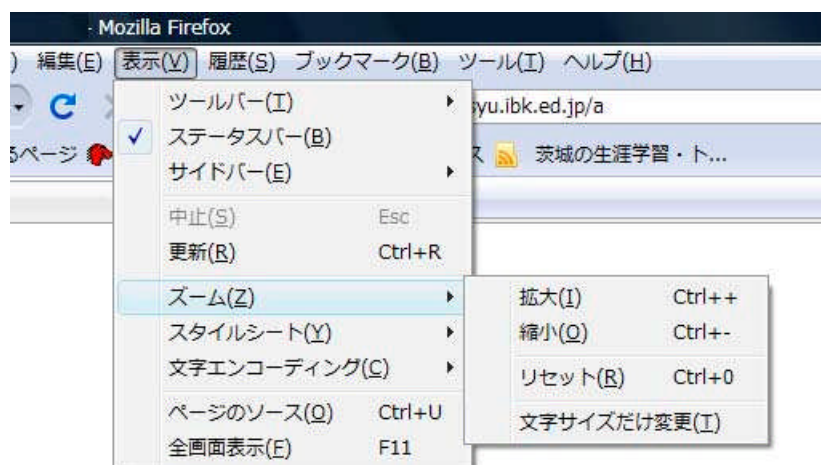 - Mozilla Firefox
) 編集(E) 表示(V) 履歴(S) ブックマーク(B) ツール(T) ヘルプ(H)
syu.ibk.ed.jp/a
るページ
ス 茨城の生涯学習・ト...
ツールバー(T)
✓ ステータスバー(B)
サイドバー(E)
中止(S) Esc
更新(R) Ctrl+R
ズーム(Z)
スタイルシート(Y)
文字エンコーディング(C)
ページのソース(O) Ctrl+U
全画面表示(F) F11
拡大(I) Ctrl++
縮小(O) Ctrl+-
リセット(R) Ctrl+0
文字サイズだけ変更(T)